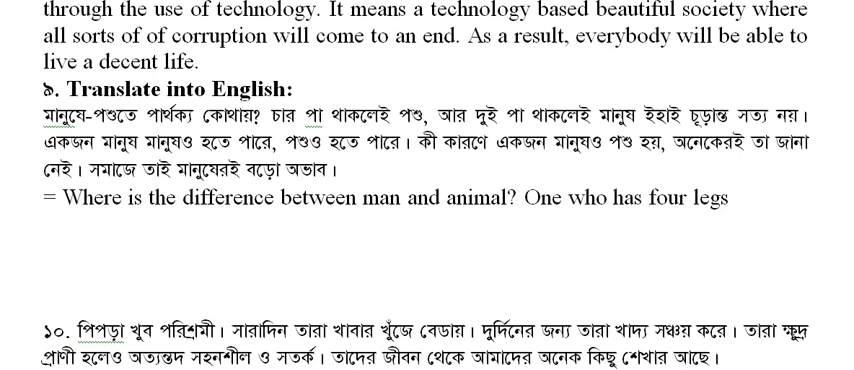 through the use of technology. It means a technology based beautiful society where
all sorts of of corruption will come to an end. As a result, everybody will be able to
live a decent life.
৯. Translate into English:
মানুষে-পশুতে পার্থক্য কোথায়? চার পা থাকলেই পশু, আর দুই পা থাকলেই মানুষ ইহাই চূড়ান্ত সত্য নয়।
একজন মানুষ মানুষও হতে পারে, পশুও হতে পারে। কী কারণে একজন মানুষও পশু হয়, অনেকেরই তা জানা
নেই। সমাজে তাই মানুষেরই বড়ো অভাব।
= Where is the difference between man and animal? One who has four legs
১০. পিপড়া খুব পরিশ্রমী। সারাদিন তারা খাবার খুঁজে বেড়ায়। দুর্দিনের জন্য তারা খাদ্য সঞ্চয় করে। তারা ক্ষুদ্র
প্রাণী হলেও অত্যন্তদ সহনশীল ও সতর্ক। তাদের জীবন থেকে আমাদের অনেক কিছু শেখার আছে।